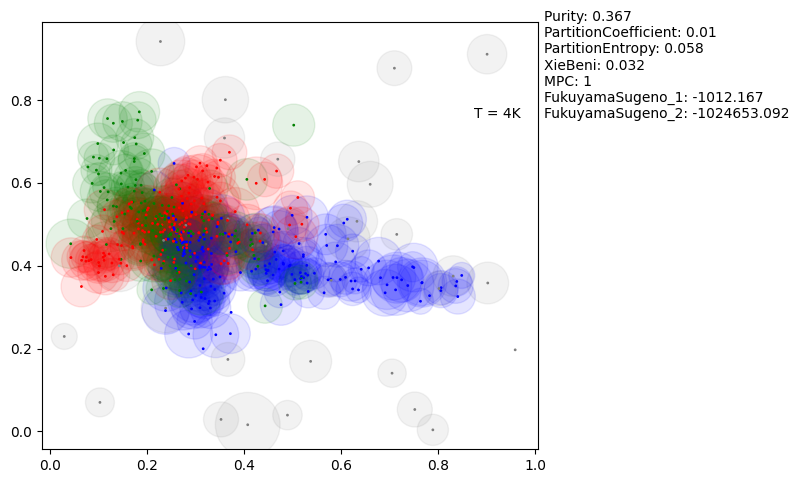 Purity: 0.367
PartitionCoefficient: 0.01
PartitionEntropy: 0.058
XieBeni: 0.032
MPC: 1
FukuyamaSugeno_1: -1012.167
FukuyamaSugeno_2: -1024653.092
T = 4K
0.8
0.6
0.4
0.2
0.0
0.0 0.2 0.4 0.6 0.8 1.0